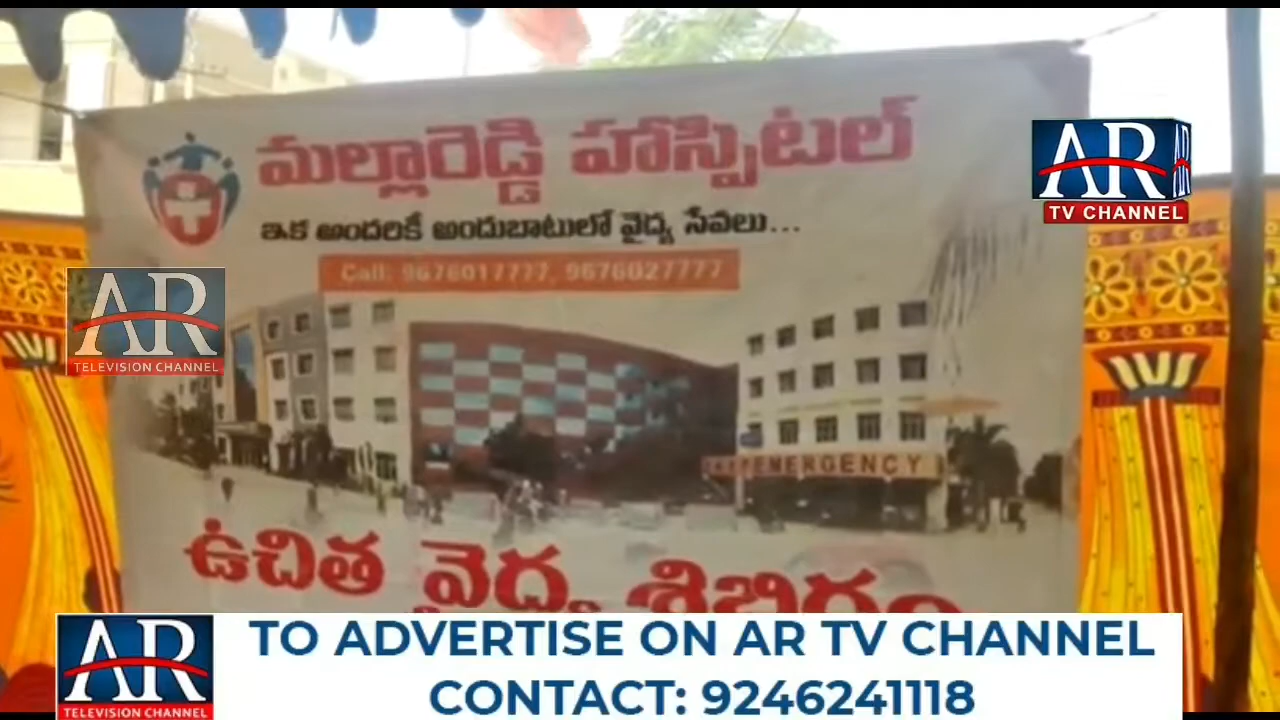 మల్లారెడ్డి హాస్పిటల్
ఇక అందరికీ అందుబాటులో వైద్య సేవలు...
Call: 9676017777, 9676027777
AR
TV CHANNEL
AR
AR
TELEVISION CHANNEL
EMERGENCY
ఉచిత వైద్య శిబిరం
AR
TELEVISION CHANNEL
TO ADVERTISE ON AR TV CHANNEL
CONTACT: 9246241118